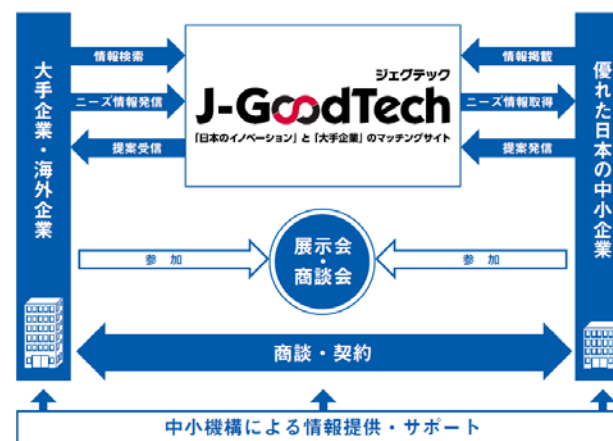 大手企業・海外企業
情報検索
ニーズ情報発信
提案受信
ジェグテック
J-GoodTech
「日本のイノベーション」と「大手企業」のマッチングサイト
情報掲載
ニーズ情報取得
提案発信
優れた日本の中小企業
参加
展示会
・
商談会
参加
商談・契約
中小機構による情報提供・サポート